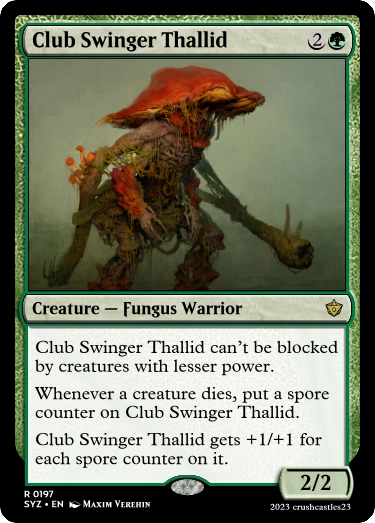 Club Swinger Thallid 2
Creature — Fungus Warrior
Club Swinger Thallid can't be blocked
by creatures with lesser power.
Whenever a creature dies, put a spore
counter on Club Swinger Thallid.
Club Swinger Thallid gets +1/+1 for
each spore counter on it.
2/2
R 0197
SYZ • EN Maxim Verehin
2023 crushcastles23